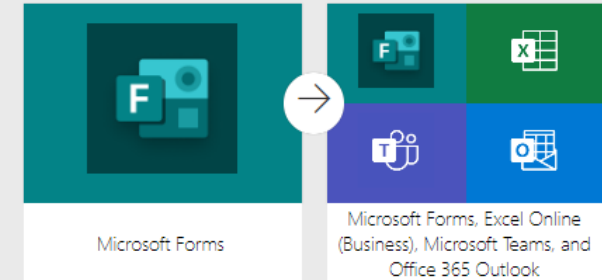 F
F
X
T
O
Microsoft Forms
Microsoft Forms, Excel Online
(Business), Microsoft Teams, and
Office 365 Outlook